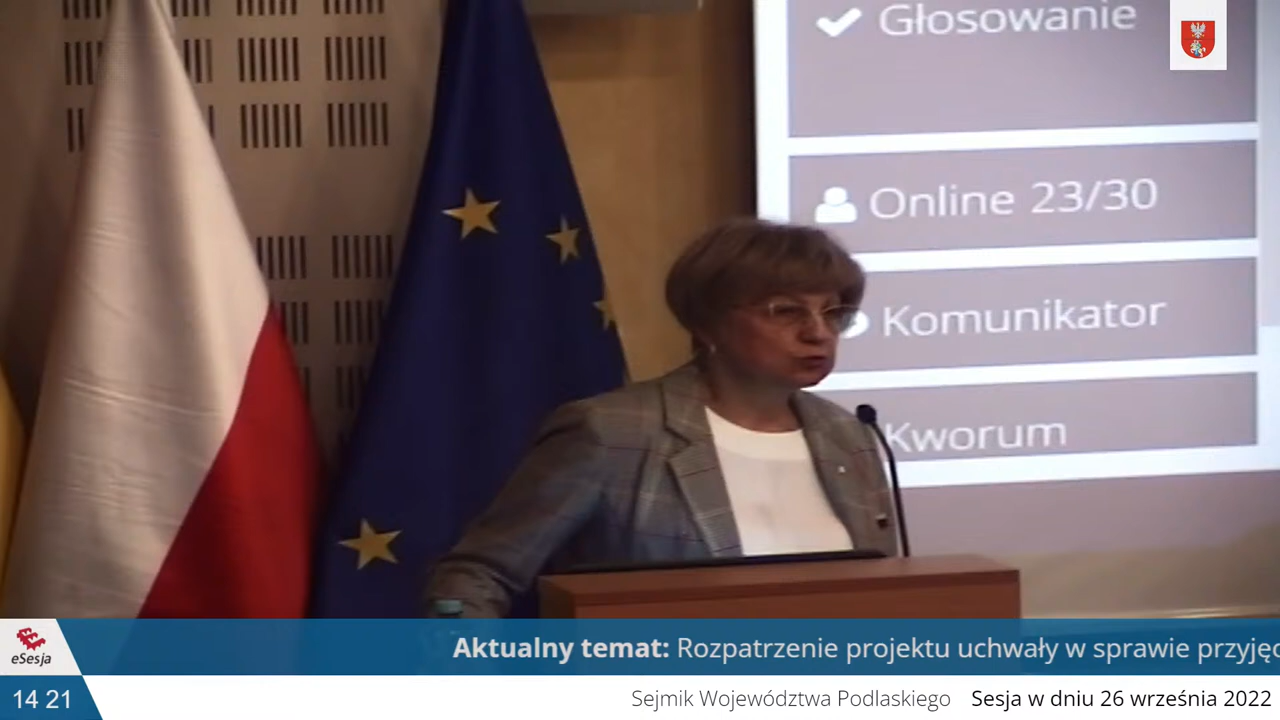 Głosowanie
Online 23/30
Komunikator
Kworum
Aktualny temat: Rozpatrzenie projektu uchwały w sprawie przyjęc
eSesja
14 21
Sejmik Województwa Podlaskiego Sesja w dniu 26 września 2022